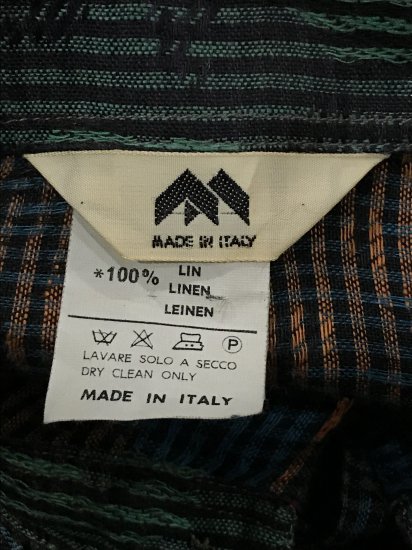 MADE IN ITALY
*100% LIN
LINEN
LEINEN
P
LAVARE SOLO A SECCO
DRY CLEAN ONLY
MADE IN ITALY